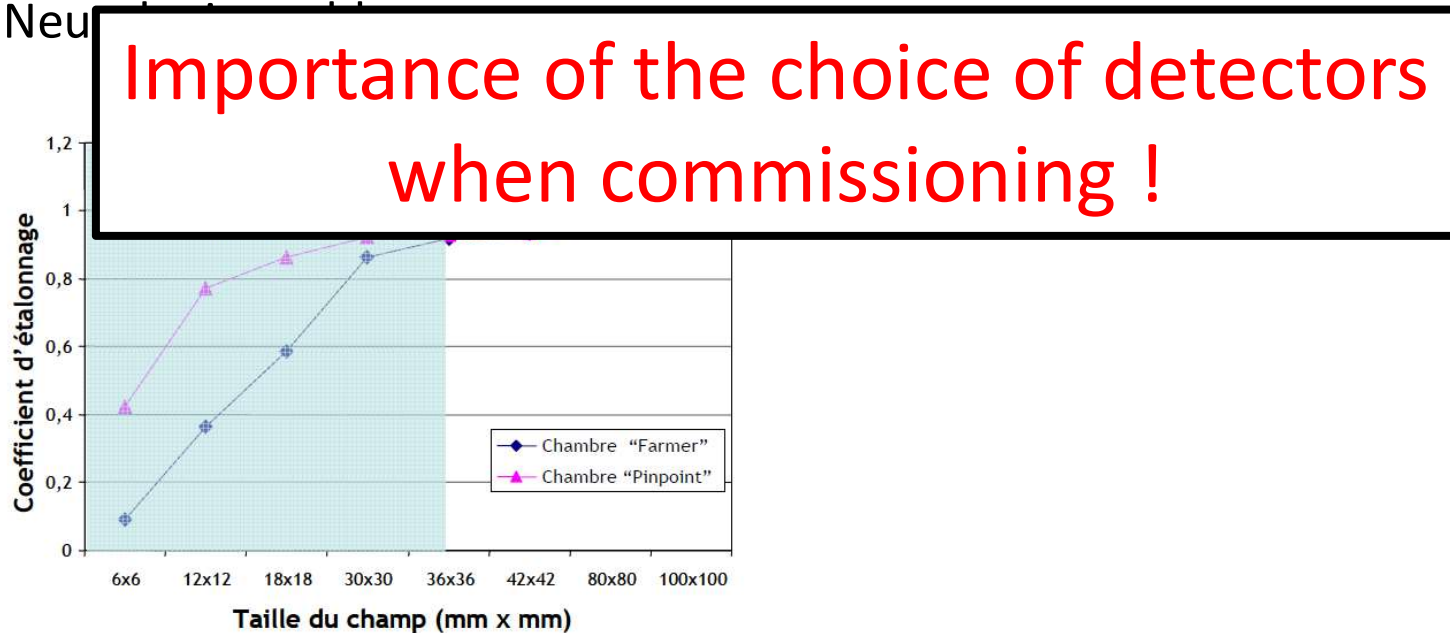 Importance of the choice of detectors
when commissioning !
1,2
1
0,8
0,6
0,4
0,2
0
Coefficient d'étalonnage
Chambre “Farmer”
Chambre “Pinpoint”
6x6 12x12 18x18 30x30 36x36 42x42 80x80 100x100
Taille du champ (mm x mm)